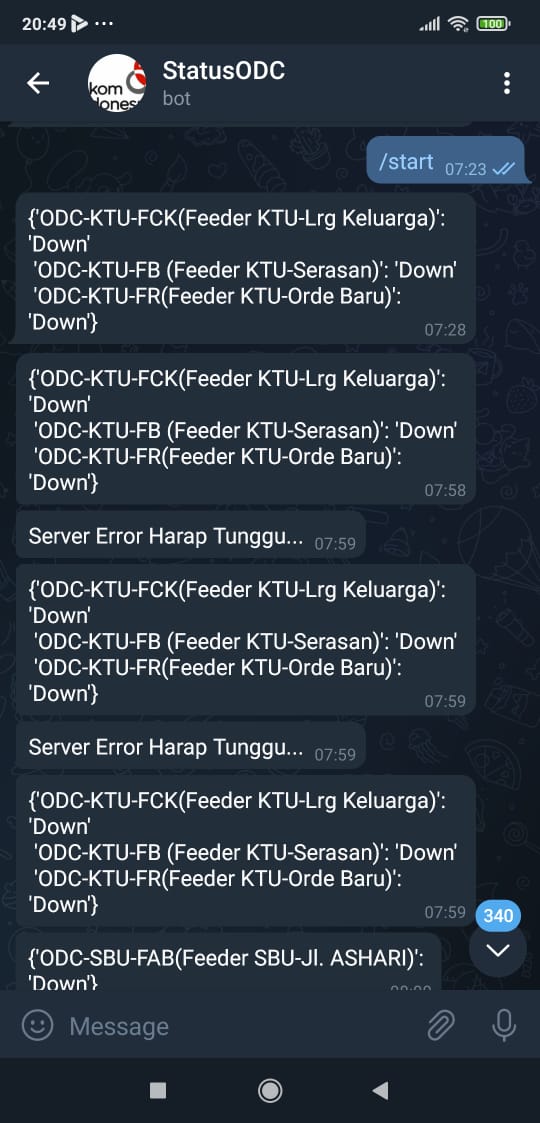 20:49
100
kom
dones
StatusODC
bot
/start 07:23
{'ODC-KTU-FCK(Feeder KTU-Lrg Keluarga)':
'Down'
'ODC-KTU-FB (Feeder KTU-Serasan)': 'Down'
'ODC-KTU-FR(Feeder KTU-Orde Baru)':
'Down'}
07:28
{'ODC-KTU-FCK(Feeder KTU-Lrg Keluarga)':
'Down'
'ODC-KTU-FB (Feeder KTU-Serasan)': 'Down'
'ODC-KTU-FR(Feeder KTU-Orde Baru)':
'Down'}
07:58
Server Error Harap Tunggu... 07:59
{'ODC-KTU-FCK(Feeder KTU-Lrg Keluarga)':
'Down'
'ODC-KTU-FB (Feeder KTU-Serasan)': 'Down'
'ODC-KTU-FR(Feeder KTU-Orde Baru)':
'Down'}
07:59
Server Error Harap Tunggu... 07:59
{'ODC-KTU-FCK(Feeder KTU-Lrg Keluarga)':
'Down'
'ODC-KTU-FB (Feeder KTU-Serasan)': 'Down'
'ODC-KTU-FR(Feeder KTU-Orde Baru)':
'Down'}
07:59
340
{'ODC-SBU-FAB(Feeder SBU-Jl. ASHARI)':
'Down'}
Message